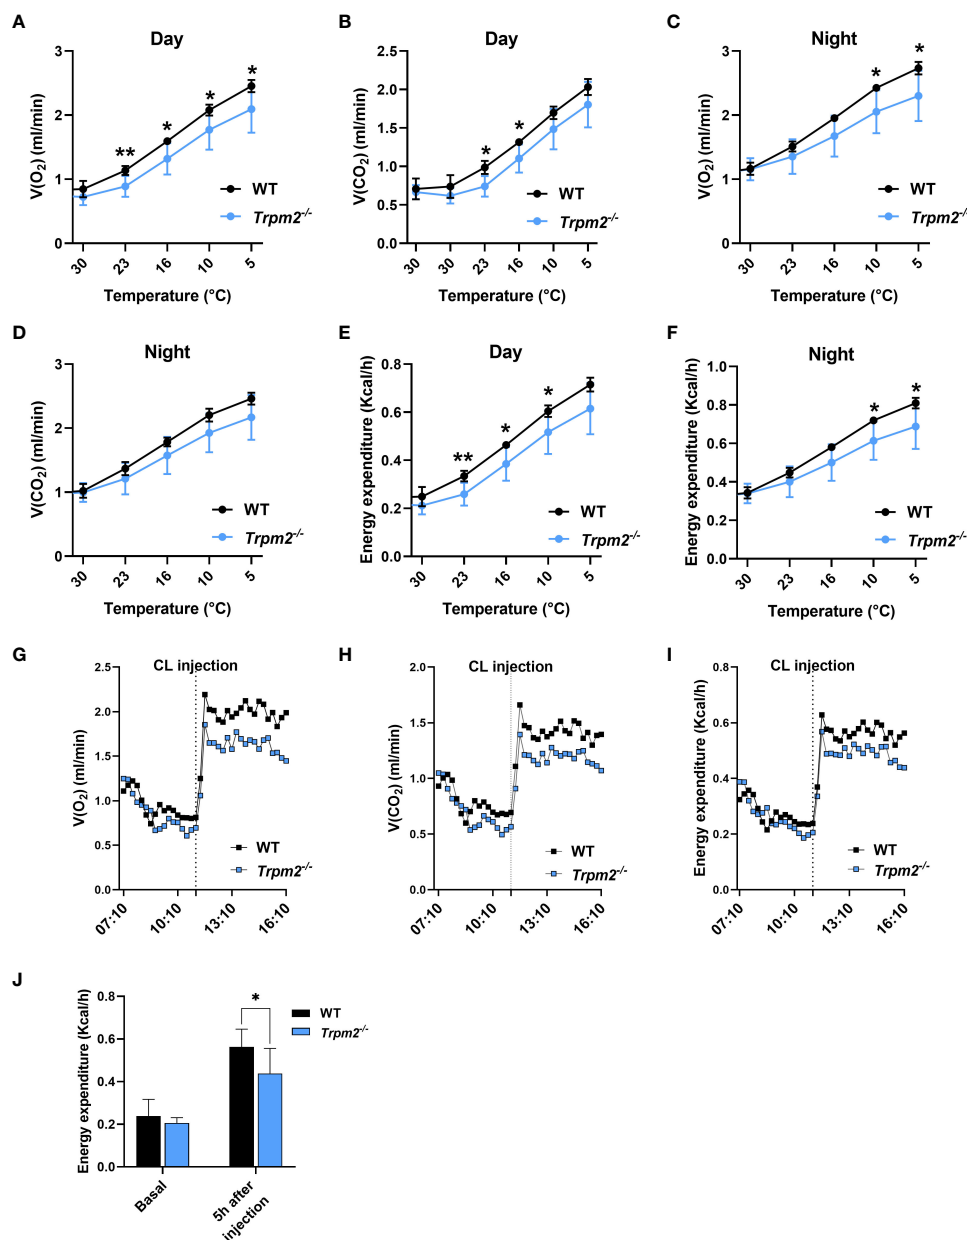 A
Day
V(O₂) (ml/min)
3
2
1
0
**
*
*
*
WT
Trpm2⁻/⁻
30
23
16
10
5
Temperature (°C)
B
Day
V(CO₂) (ml/min)
2.5
2.0
1.5
1.0
0.5
0.0
*
*
WT
Trpm2⁻/⁻
30
30
23
16
10
5
Temperature (°C)
C
Night
V(O₂) (ml/min)
3
2
1
0
*
*
WT
Trpm2⁻/⁻
30
23
16
10
5
Temperature (°C)
D
Night
V(CO₂) (ml/min)
3
2
1
0
WT
Trpm2⁻/⁻
30
23
16
10
5
Temperature (°C)
E
Day
Energy expenditure (Kcal/h)
0.8
0.6
0.4
0.2
0.0
**
*
*
WT
Trpm2⁻/⁻
30
23
16
10
5
Temperature (°C)
F
Night
Energy expenditure (Kcal/h)
1.0
0.8
0.6
0.4
0.2
0.0
*
*
WT
Trpm2⁻/⁻
30
23
16
10
5
Temperature (°C)
G
CL injection
V(O₂) (ml/min)
2.5
2.0
1.5
1.0
0.5
0.0
WT
Trpm2⁻/⁻
07:10
10:10
13:10
16:10
H
CL injection
V(CO₂) (ml/min)
2.0
1.5
1.0
0.5
0.0
WT
Trpm2⁻/⁻
07:10
10:10
13:10
16:10
I
CL injection
Energy expenditure (Kcal/h)
0.8
0.6
0.4
0.2
0.0
WT
Trpm2⁻/⁻
07:10
10:10
13:10
16:10
J
Energy expenditure (Kcal/h)
0.8
0.6
0.4
0.2
0.0
*
WT
Trpm2⁻/⁻
Basal
5h after
injection